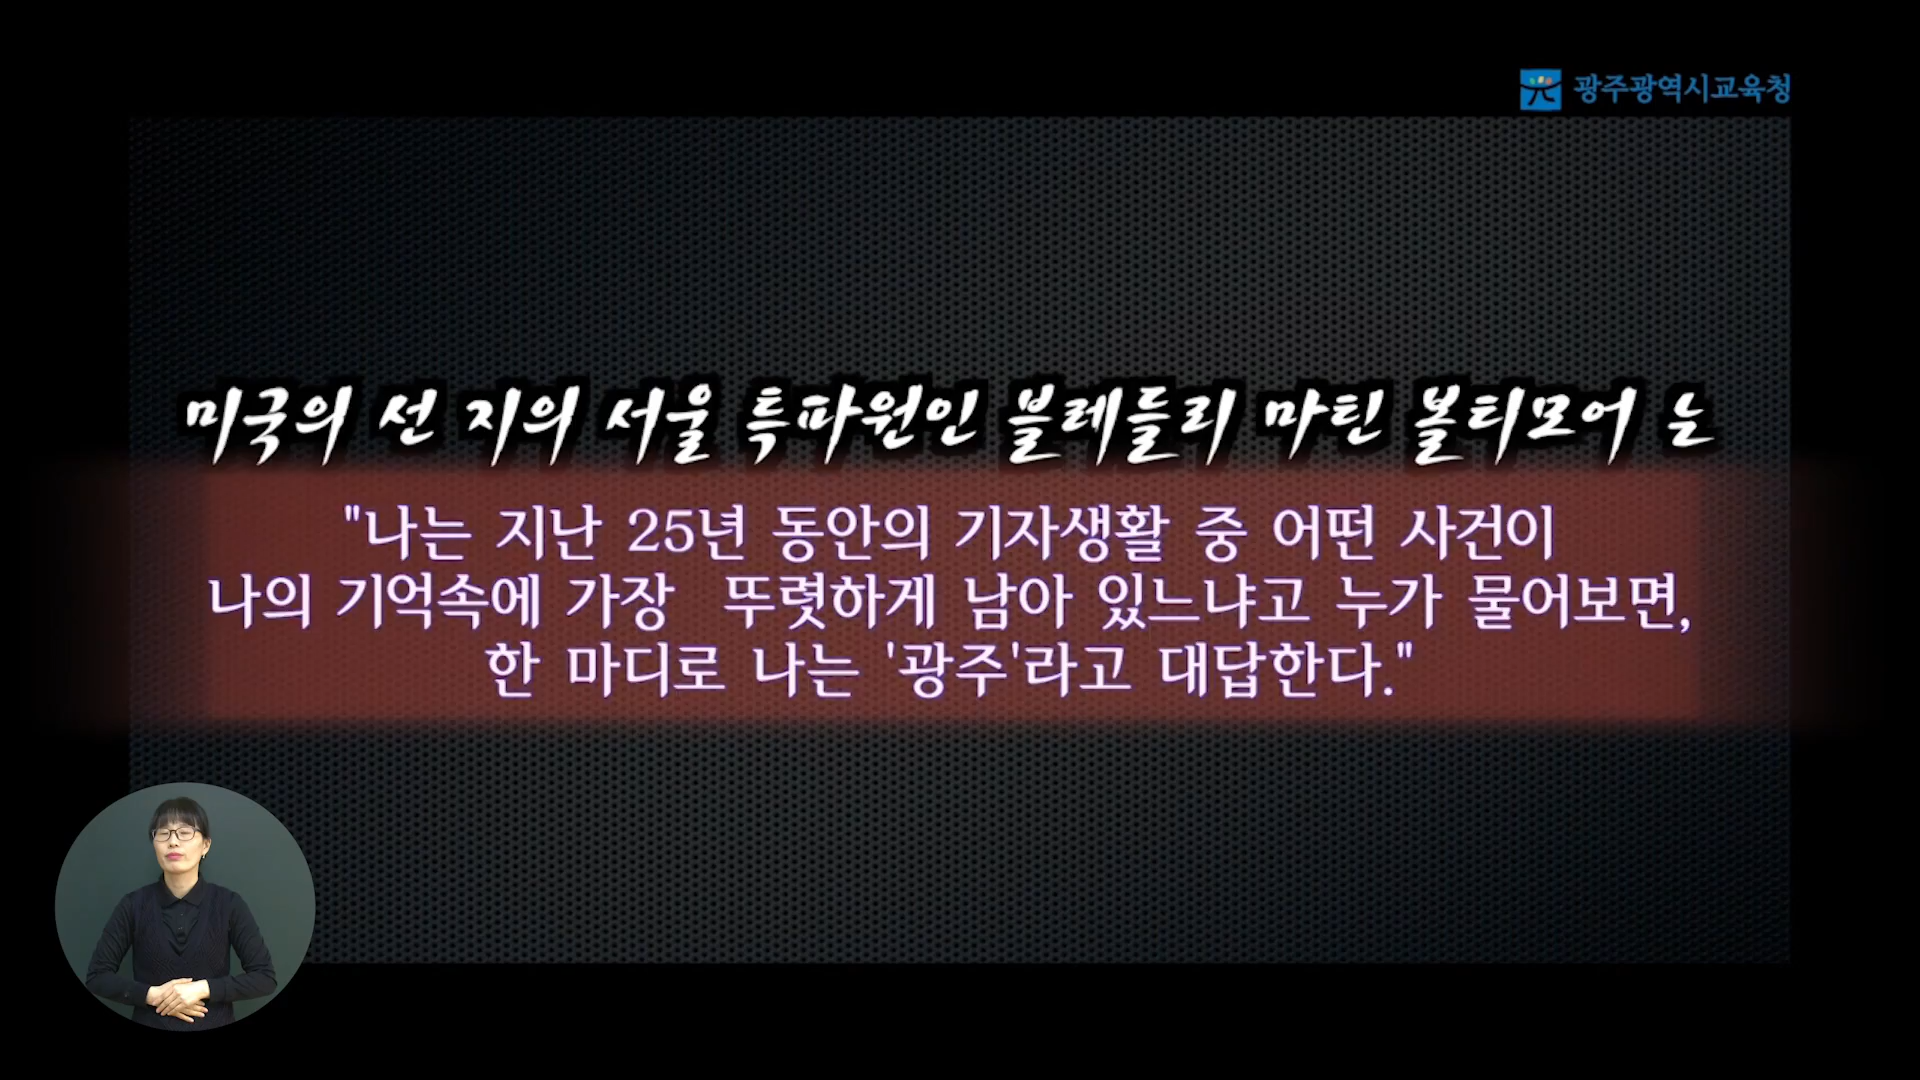 광주광역시교육청
미국의 선 지의 서울 특파원인 블레들리 마틴 볼티모어 는
"나는 지난 25년 동안의 기자생활 중 어떤 사건이
나의 기억속에 가장 뚜렷하게 남아 있느냐고 누가 물어보면,
한 마디로 나는 '광주'라고 대답한다."